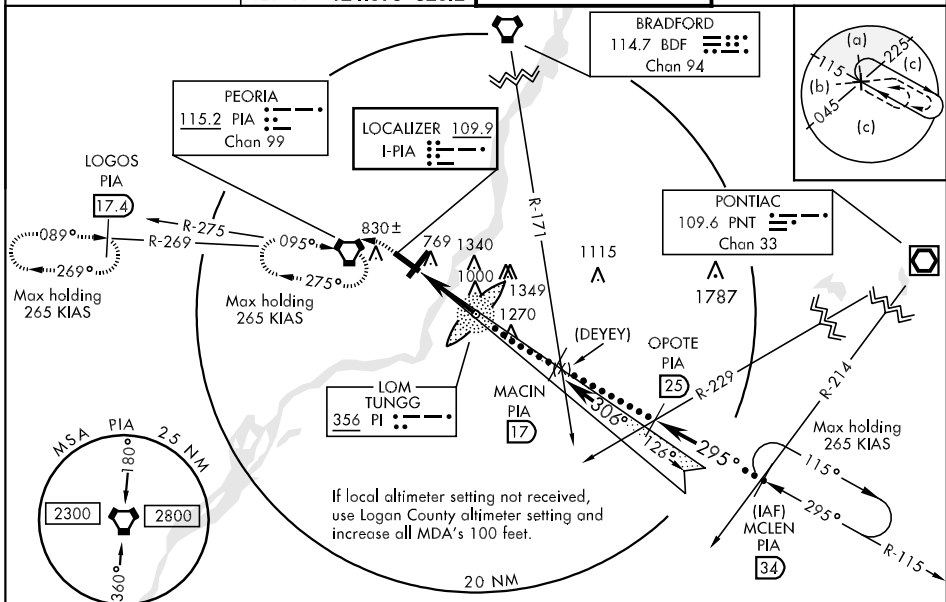 BRADFORD
114.7 BDF
Chan 94
(a)
225
(c)
115
(b)
045
(c)
PEORIA
115.2 PIA
Chan 99
LOCALIZER 109.9
I-PIA
LOGOS
PIA
17.4
R-275
R-269
089°
269°
Max holding
265 KIAS
095°
275°
Max holding
265 KIAS
830±
769
1340
1000
1349
1270
R-171
1115
PONTIAC
109.6 PNT
Chan 33
1787
(DEYEY)
(X)
OPOTE
PIA
25
R-229
R-214
LOM
TUNGG
356 PI
MACIN
PIA
17
306°
126°
295°
Max holding
265 KIAS
115°
295°
R-115
(IAF)
MCLEN
PIA
34
MSA PIA 25 NM
180°
2300
2800
360°
If local altimeter setting not received,
use Logan County altimeter setting and
increase all MDA's 100 feet.
20 NM